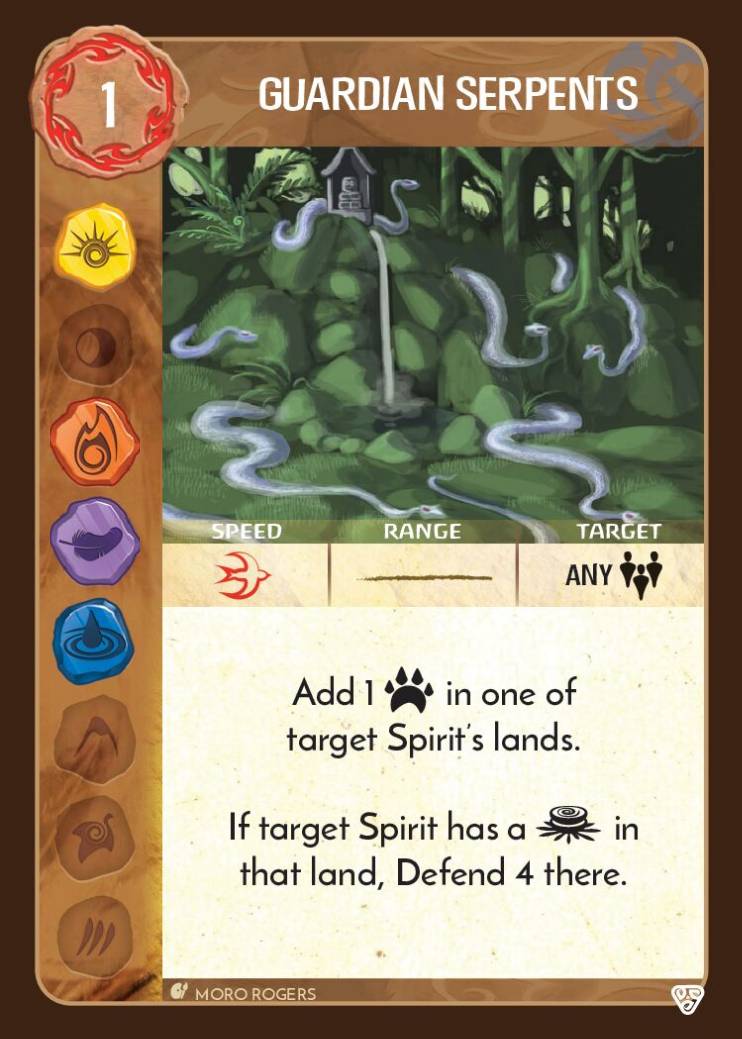 1
GUARDIAN SERPENTS
SPEED RANGE TARGET
ANY
Add 1 in one of
target Spirit's lands.
If target Spirit has a in
that land, Defend 4 there.
MORO ROGERS